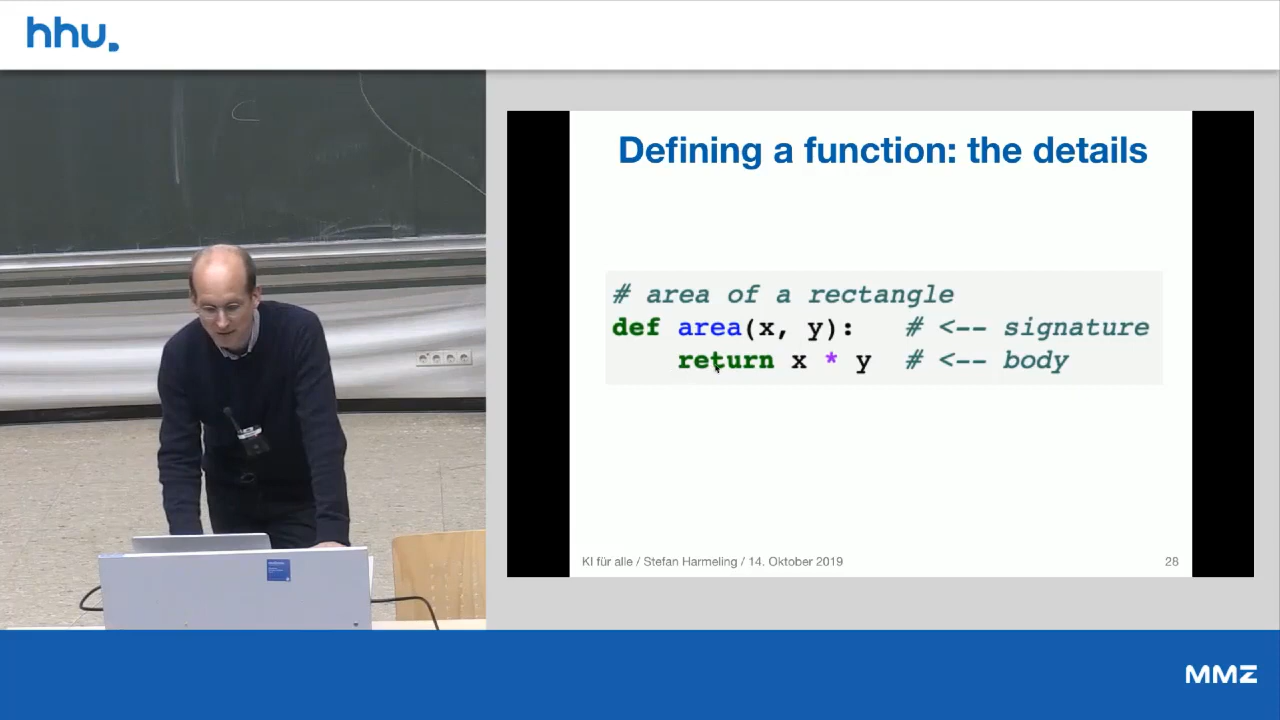 hhu.
Defining a function: the details
# area of a rectangle
def area(x, y):   # <-- signature
    return x * y  # <-- body
KI für alle / Stefan Harmeling / 14. Oktober 2019
28
MMZ